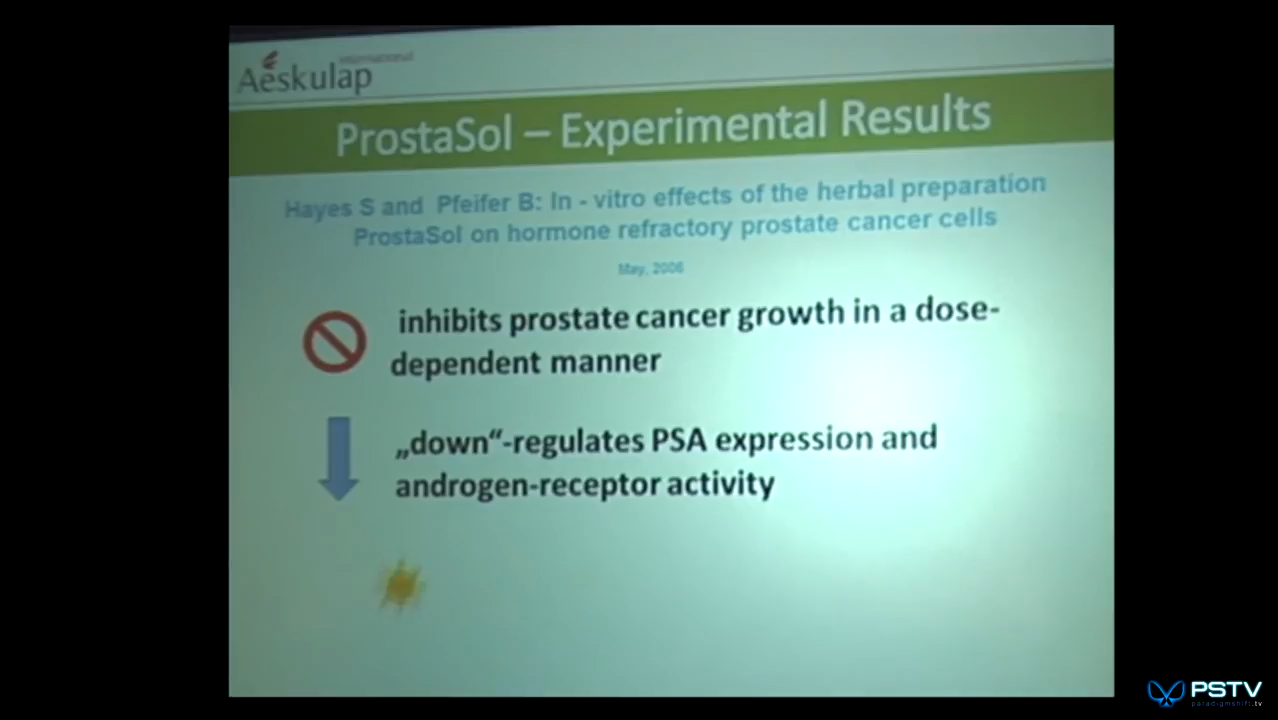 international
Aeskulap
ProstaSol – Experimental Results
Hayes S and Pfeifer B: In - vitro effects of the herbal preparation
ProstaSol on hormone refractory prostate cancer cells
May, 2006
inhibits prostate cancer growth in a dose-
dependent manner
„down“-regulates PSA expression and
androgen-receptor activity
PSTV
paradigmshift.tv